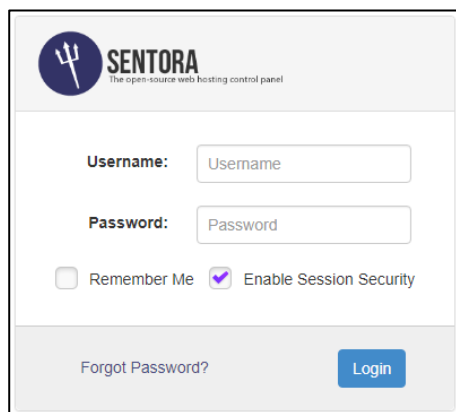 SENTORA
The open-source web hosting control panel
Username:
Username
Password:
Password
Remember Me
Enable Session Security
Forgot Password?
Login